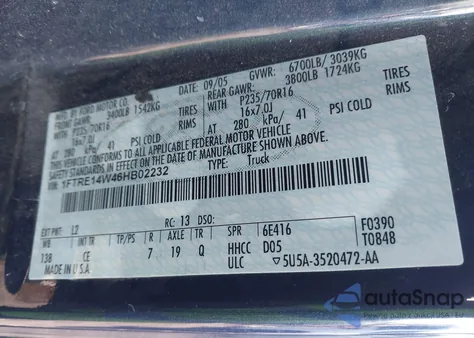 MFD. BY FORD MOTOR CO.
09/05 GVWR: 6700LB/ 3039KG
FRONT GAWR: 3400LB 1542KG
REAR GAWR: 3800LB 1724KG
P235/70R16 TIRES
WITH P235/70R16 TIRES
16x7.0J RIMS
16x7.0J RIMS
AT 280 kPa/ 41 PSI COLD
AT 280 kPa/ 41 PSI COLD
THIS VEHICLE CONFORMS TO ALL APPLICABLE FEDERAL MOTOR VEHICLE
SAFETY STANDARDS IN EFFECT ON THE DATE OF MANUFACTURE SHOWN ABOVE.
1FTRE14W46HB02232 TYPE: Truck
EXT PNT: L2 RC: 13 DSO:
WB INT TR TP/PS R AXLE TR SPR 6E416 F0390
138 CE 7 19 Q HHCC D05 T0848
MADE IN U.S.A ULC ▽5U5A-3520472-AA
autoSnap